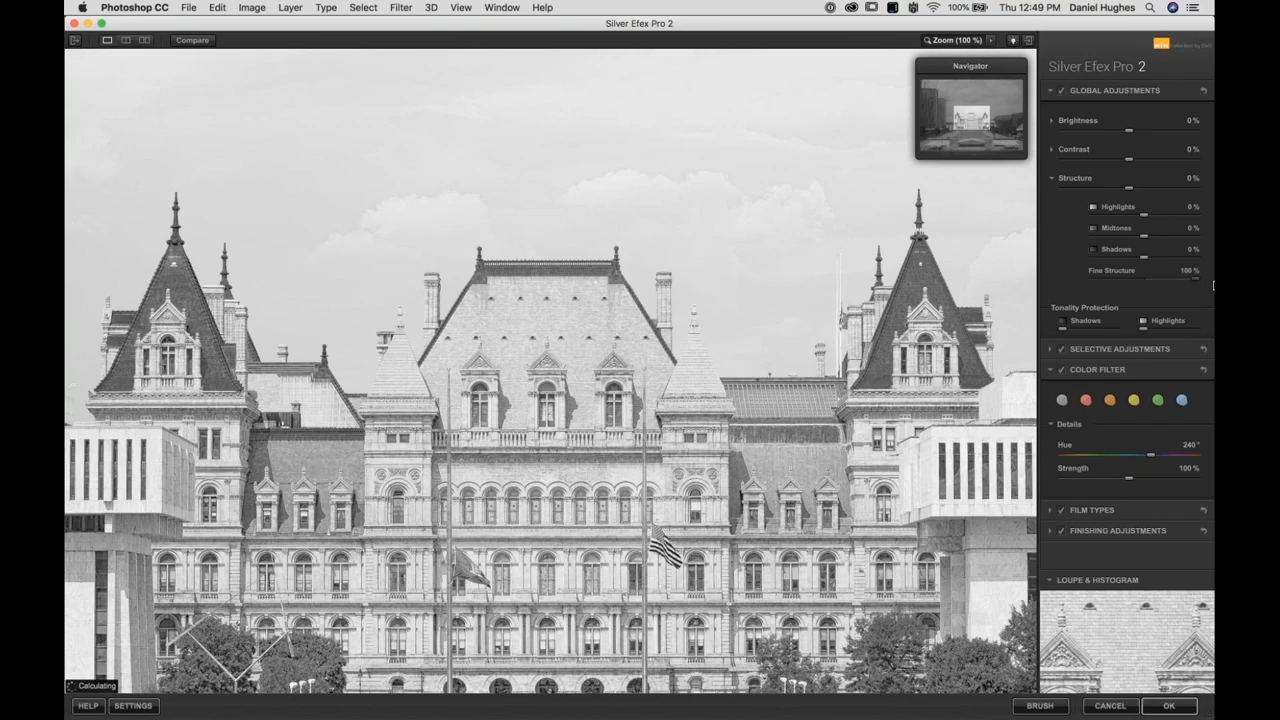 Photoshop CC File Edit Image Layer Type Select Filter 3D View Window Help 100% Thu 12:49 PM Daniel Hughes
Silver Efex Pro 2
Compare
Zoom (100 %)
Navigator
Silver Efex Pro 2
GLOBAL ADJUSTMENTS
Brightness 0 %
Contrast 0 %
Structure 0 %
Highlights 0 %
Midtones 0 %
Shadows 0 %
Fine Structure 100 %
Tonality Protection
Shadows Highlights
SELECTIVE ADJUSTMENTS
COLOR FILTER
Details
Hue 240°
Strength 100 %
FILM TYPES
FINISHING ADJUSTMENTS
LOUPE & HISTOGRAM
Calculating
HELP SETTINGS BRUSH CANCEL OK